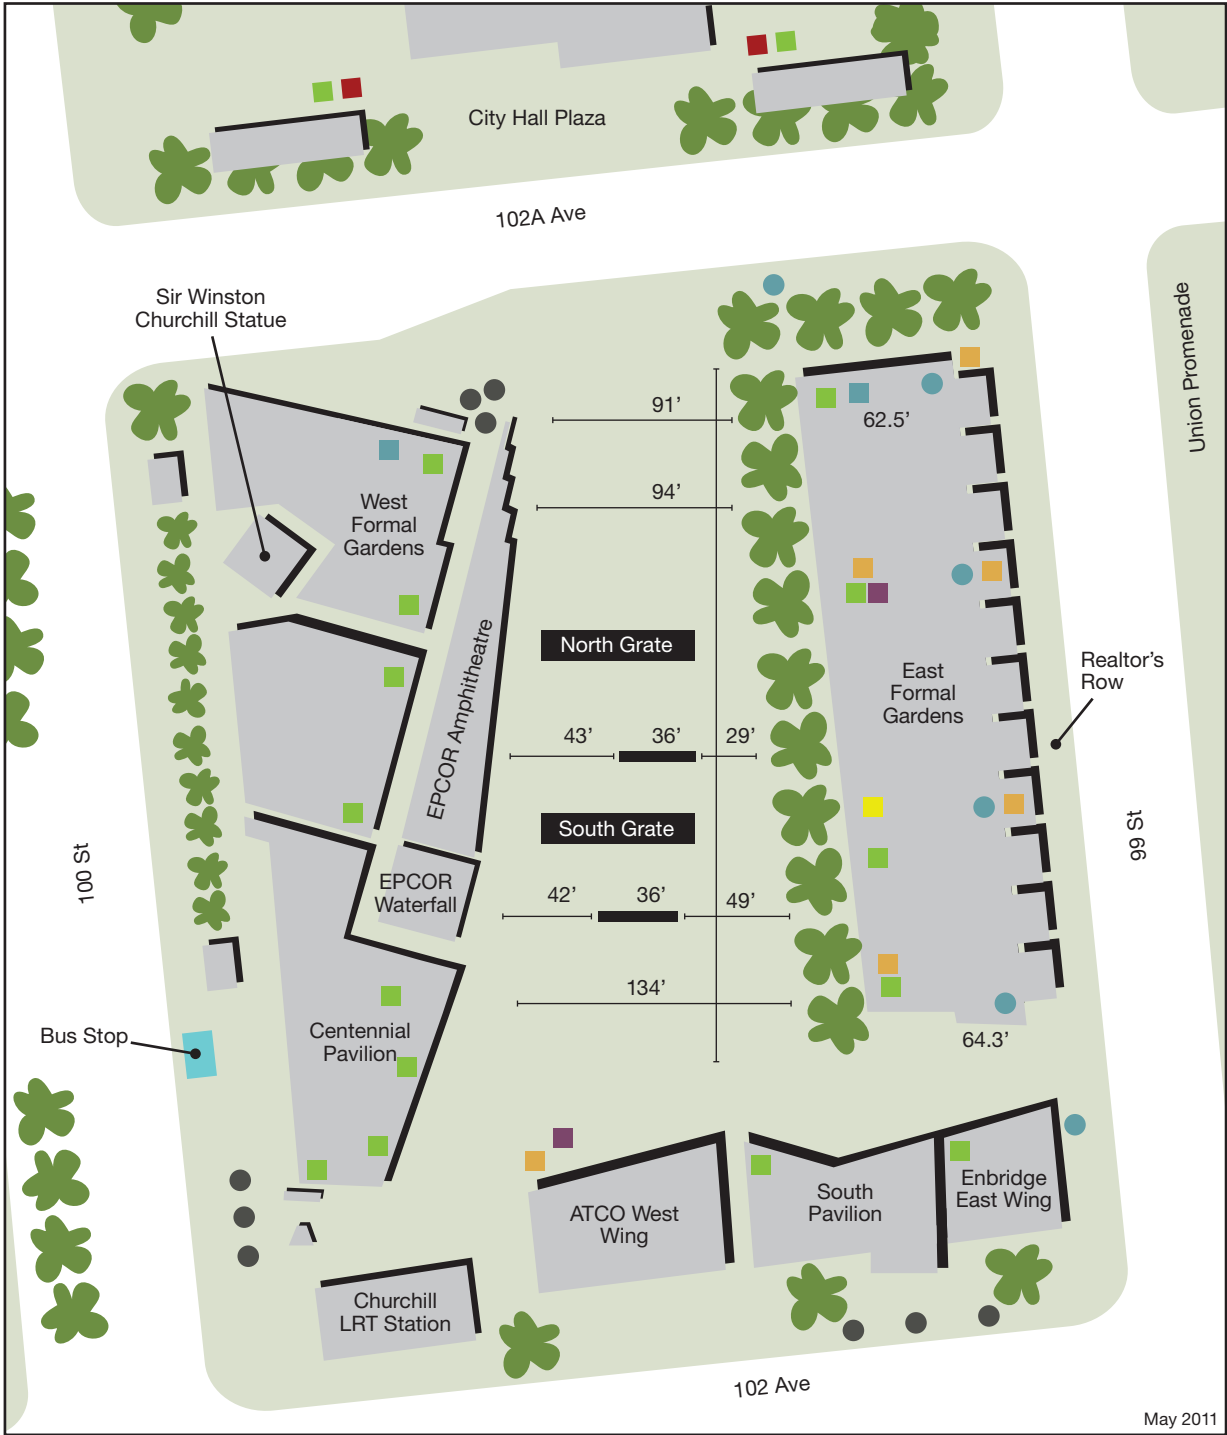 City Hall Plaza
102A Ave
Sir Winston
Churchill Statue
Union Promenade
91’
62.5’
94’
West
Formal
Gardens
North Grate
EPCOR Amphitheatre
East
Formal
Gardens
Realtor’s
Row
43’
36’
29’
South Grate
99 St
100 St
EPCOR
Waterfall
42’
36’
49’
134’
Centennial
Pavilion
Bus Stop
64.3’
ATCO West
Wing
South
Pavilion
Enbridge
East Wing
Churchill
LRT Station
102 Ave
May 2011